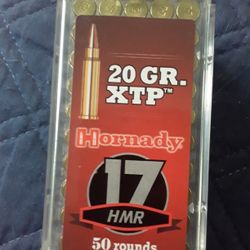 20 GR.
XTP™
Hornady
17
HMR
50 rounds